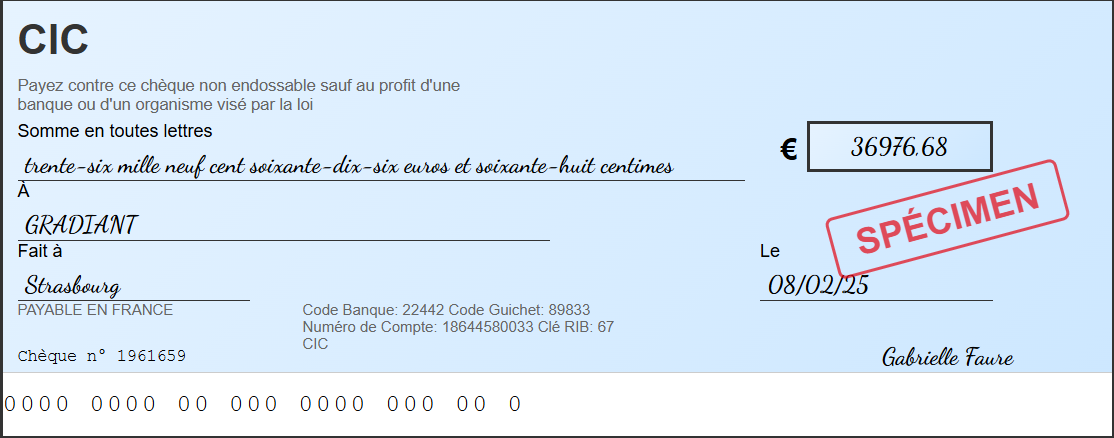 CIC
Payez contre ce chèque non endossable sauf au profit d'une
banque ou d'un organisme visé par la loi
Somme en toutes lettres
trente-six mille neuf cent soixante-dix-six euros et soixante-huit centimes
€ 36976.68
À
GRADIANT
SPÉCIMEN
Fait à
Le
Strasbourg
08/02/25
PAYABLE EN FRANCE
Code Banque: 22442 Code Guichet: 89833
Numéro de Compte: 18644580033 Clé RIB: 67
CIC
Chèque n° 1961659
Gabrielle Faure
0000 0000 00 000 0000 000 00 0